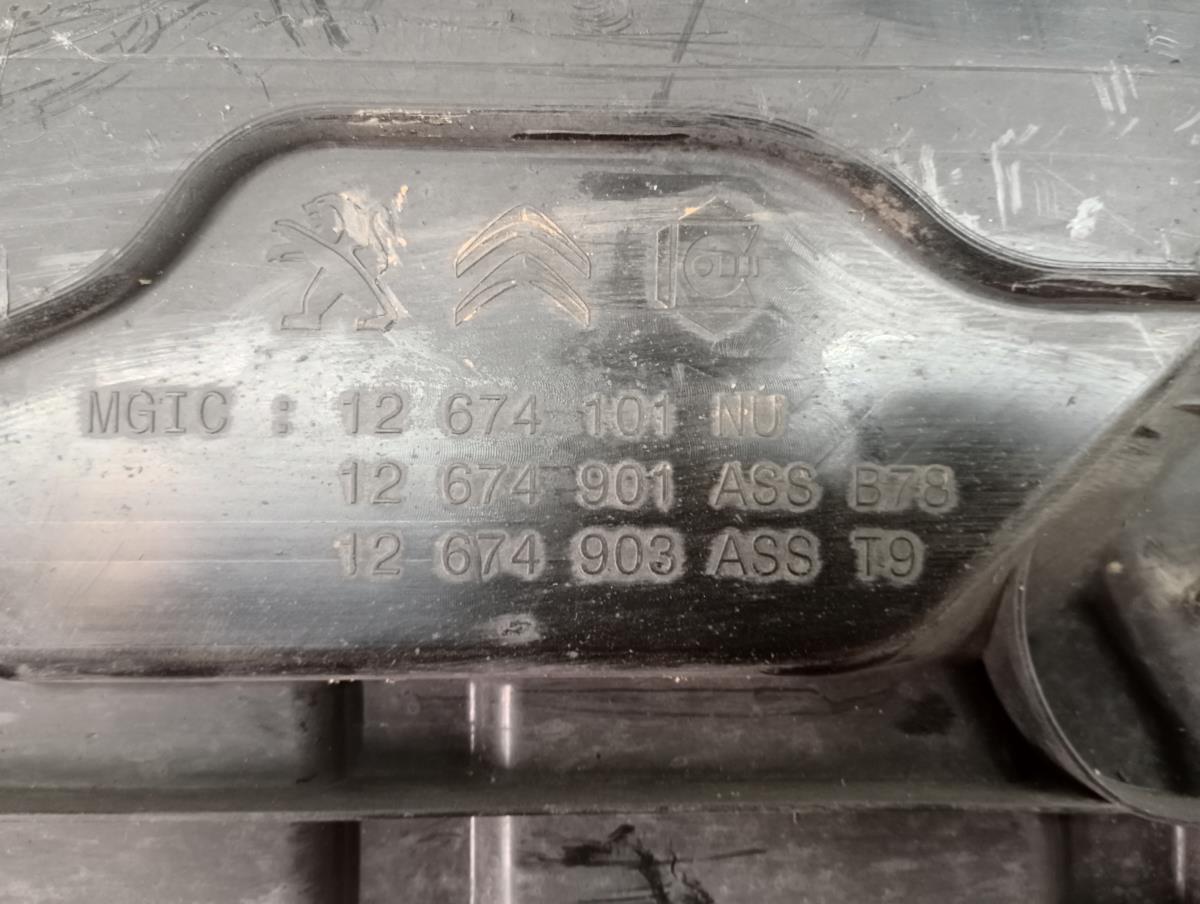 MGIC : 12 674 101 NU
12 674 901 ASS B78
12 674 903 ASS T9